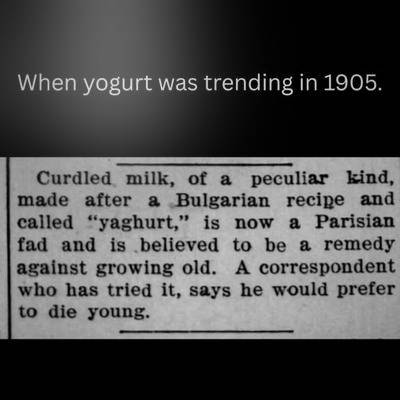 When yogurt was trending in 1905.
Curdled milk, of a peculiar kind,
made after a Bulgarian recipe and
called "yaghurt," is now a Parisian
fad and is believed to be a remedy
against growing old. A correspondent
who has tried it, says he would prefer
to die young.